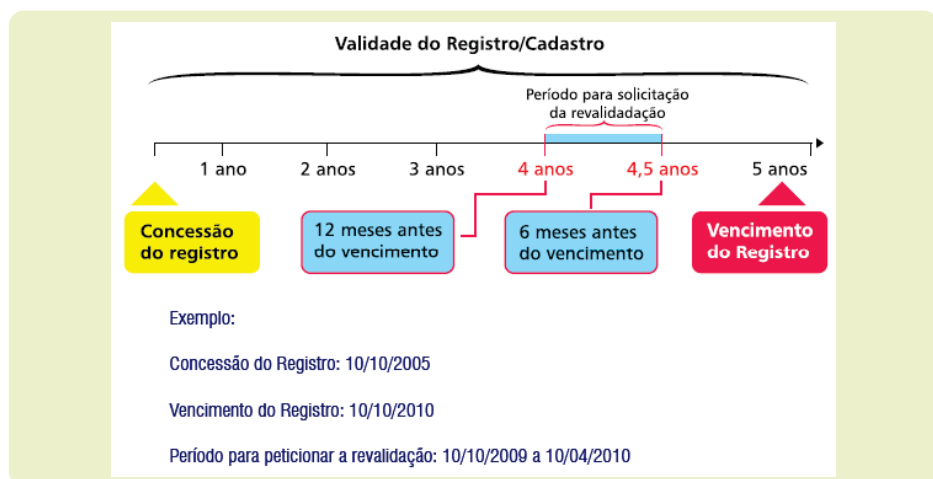 Validade do Registro/Cadastro
Período para solicitação
da revalidadação
1 ano
2 anos
3 anos
4 anos
4,5 anos
5 anos
Concessão
do registro
12 meses antes
do vencimento
6 meses antes
do vencimento
Vencimento
do Registro
Exemplo:
Concessão do Registro: 10/10/2005
Vencimento do Registro: 10/10/2010
Período para peticionar a revalidação: 10/10/2009 a 10/04/2010